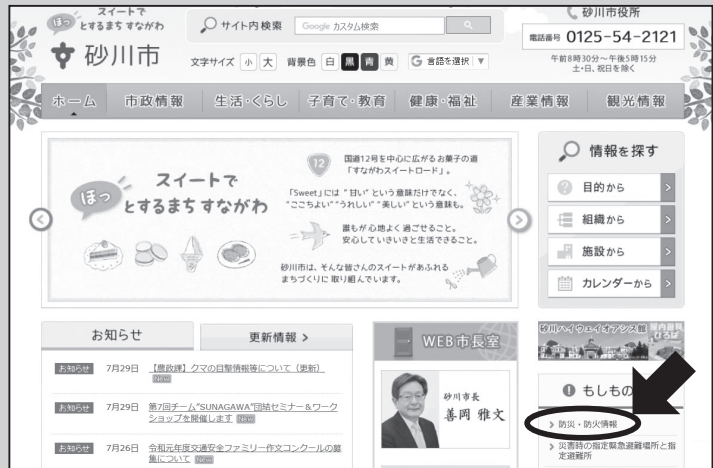 スイートで
ほっ とするまち すながわ
砂川市
サイト内検索 Google カスタム検索
文字サイズ 小 大 背景色 白 黒 青 黄 G 言語を選択 ▼
砂川市役所
電話番号 0125-54-2121
午前8時30分～午後5時15分
土・日、祝日を除く
ホーム 市政情報 生活・くらし 子育て・教育 健康・福祉 産業情報 観光情報
スイートで
ほっ とするまち すながわ
12
国道12号を中心に広がるお菓子の道
「すながわスイートロード」。
「Sweet」には "甘い" という意味だけでなく、
"ここちよい" "うれしい" "美しい" という意味も。
誰もが心地よく過ごせること。
安心していきいきと生活できること。
砂川市は、そんな皆さんのスイートがあふれる
まちづくりに取り組んでいます。
情報を探す
目的から
組織から
施設から
カレンダーから
お知らせ 更新情報 >
お知らせ 7月29日 【農政課】クマの目撃情報等について（更新）
New
お知らせ 7月29日 第7回チーム"SUNAGAWA"団結セミナー＆ワーク
ショップを開催します New
お知らせ 7月26日 令和元年度交通安全ファミリー作文コンクールの募
集について New
WEB市長室
砂川市長
善岡 雅文
砂川ハイウェイオアシス館
屋内遊具
ひろば
もしもの
> 防災・防火情報
> 災害時の指定緊急避難場所と指
定避難所